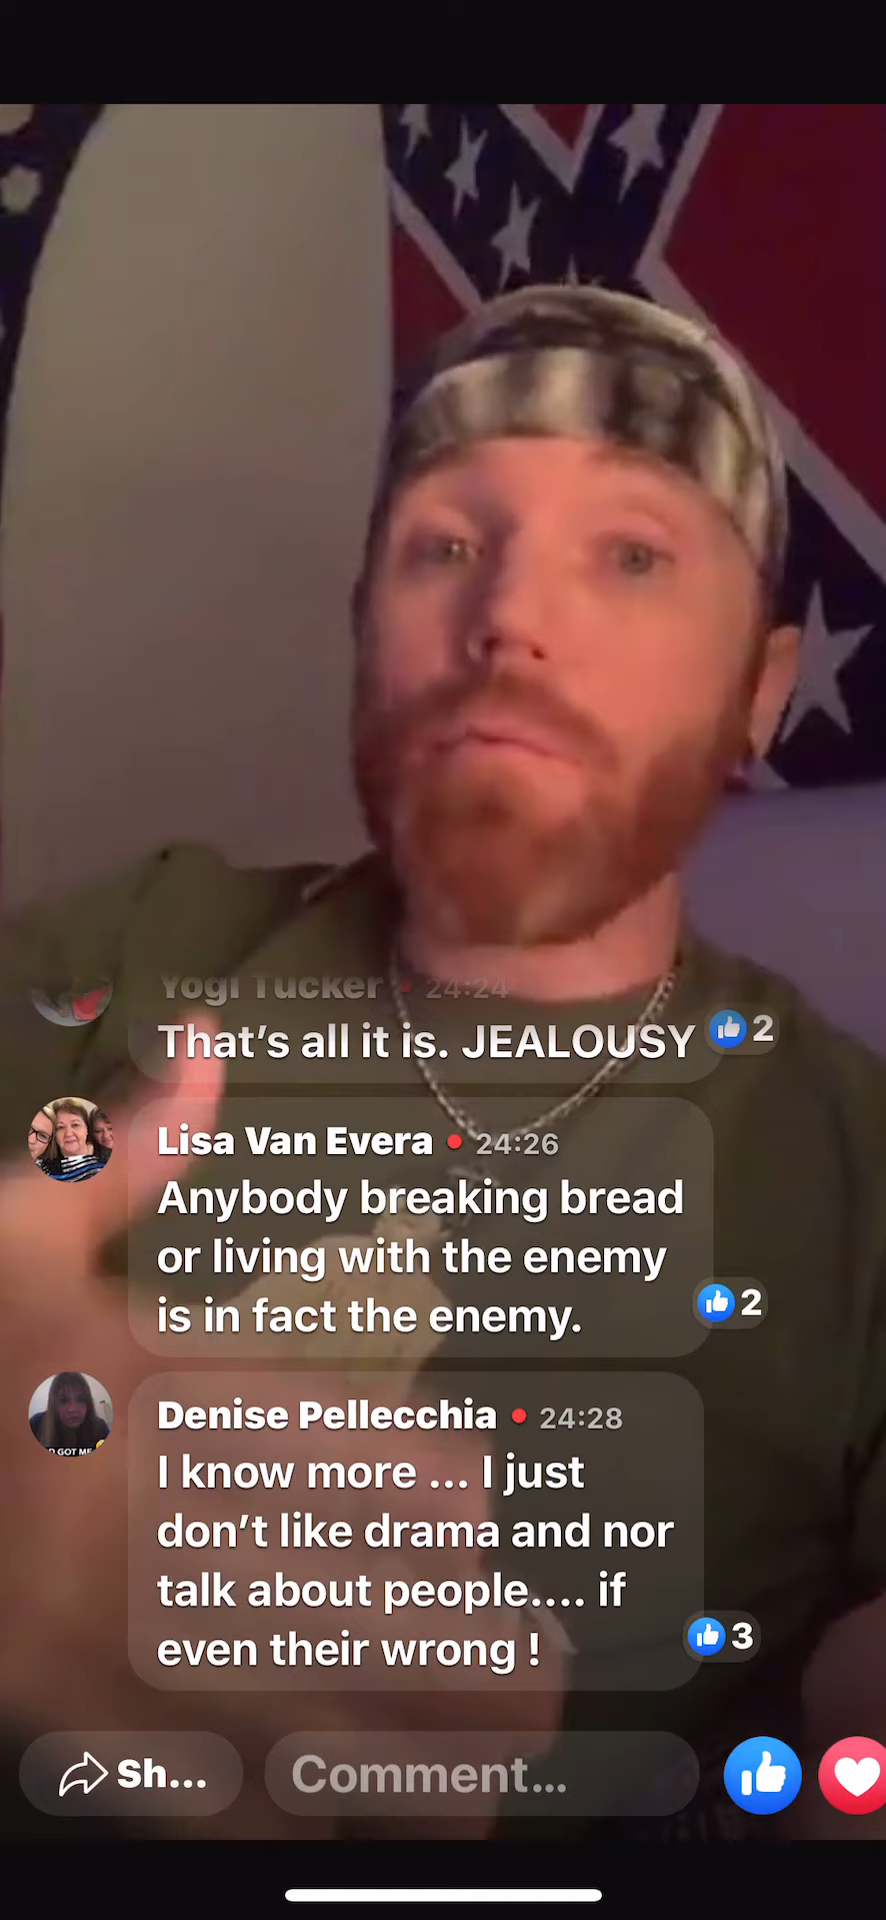 Yogi Tucker • 24:24
That's all it is. JEALOUSY
2
Lisa Van Evera • 24:26
Anybody breaking bread
or living with the enemy
is in fact the enemy.
2
GOT ME
Denise Pellecchia • 24:28
I know more ... I just
don't like drama and nor
talk about people.... if
even their wrong !
3
Sh...
Comment...